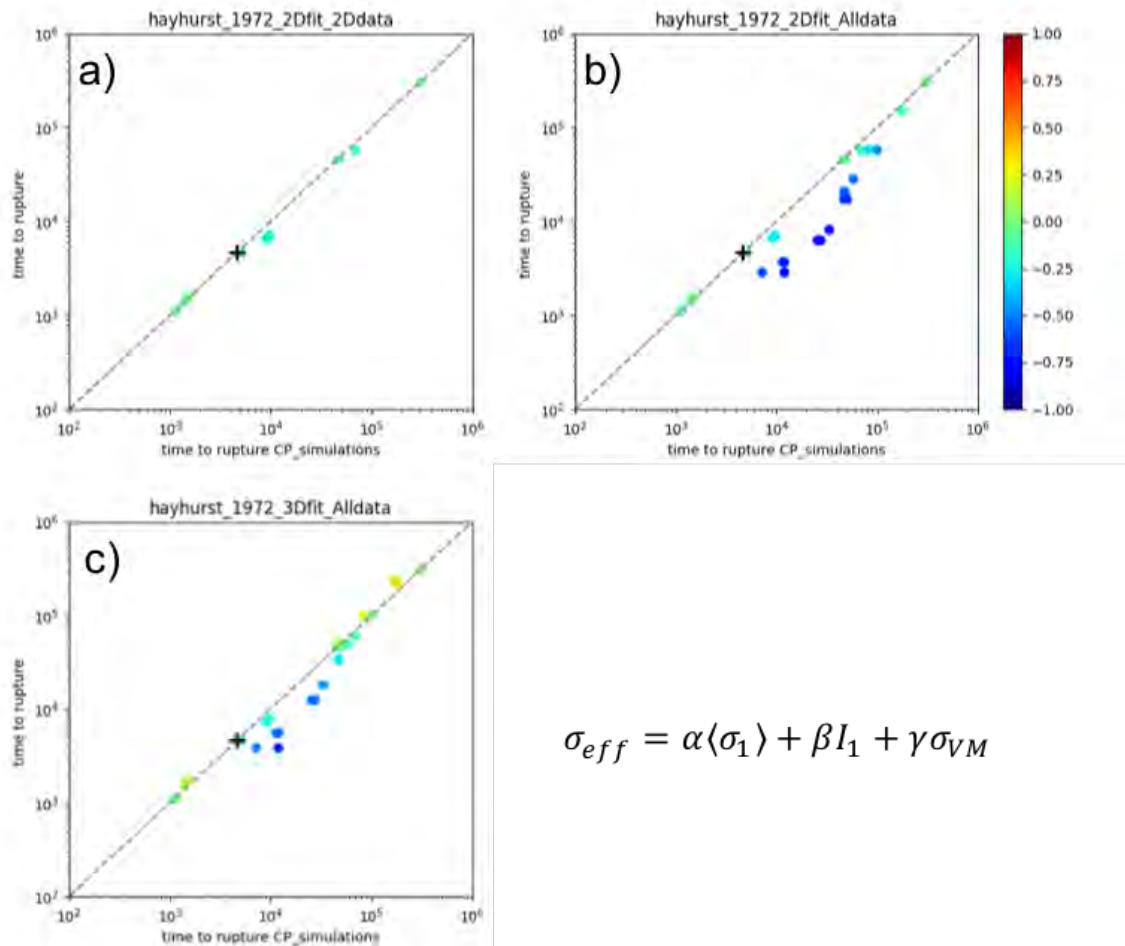 hayhurst_1972_2Dfit_2Ddata
a)
10^6
10^5
10^4
10^3
10^2
time to rupture
10^2 10^3 10^4 10^5 10^6
time to rupture CP_simulations
hayhurst_1972_2Dfit_Alldata
b)
10^6
10^5
10^4
10^3
10^2
time to rupture
10^2 10^3 10^4 10^5 10^6
time to rupture CP_simulations
1.00
0.75
0.50
0.25
0.00
−0.25
−0.50
−0.75
−1.00
hayhurst_1972_3Dfit_Alldata
c)
10^6
10^5
10^4
10^3
10^2
time to rupture
10^2 10^3 10^4 10^5 10^6
time to rupture CP_simulations
σ_eff = α⟨σ_1⟩ + βI_1 + γσ_VM